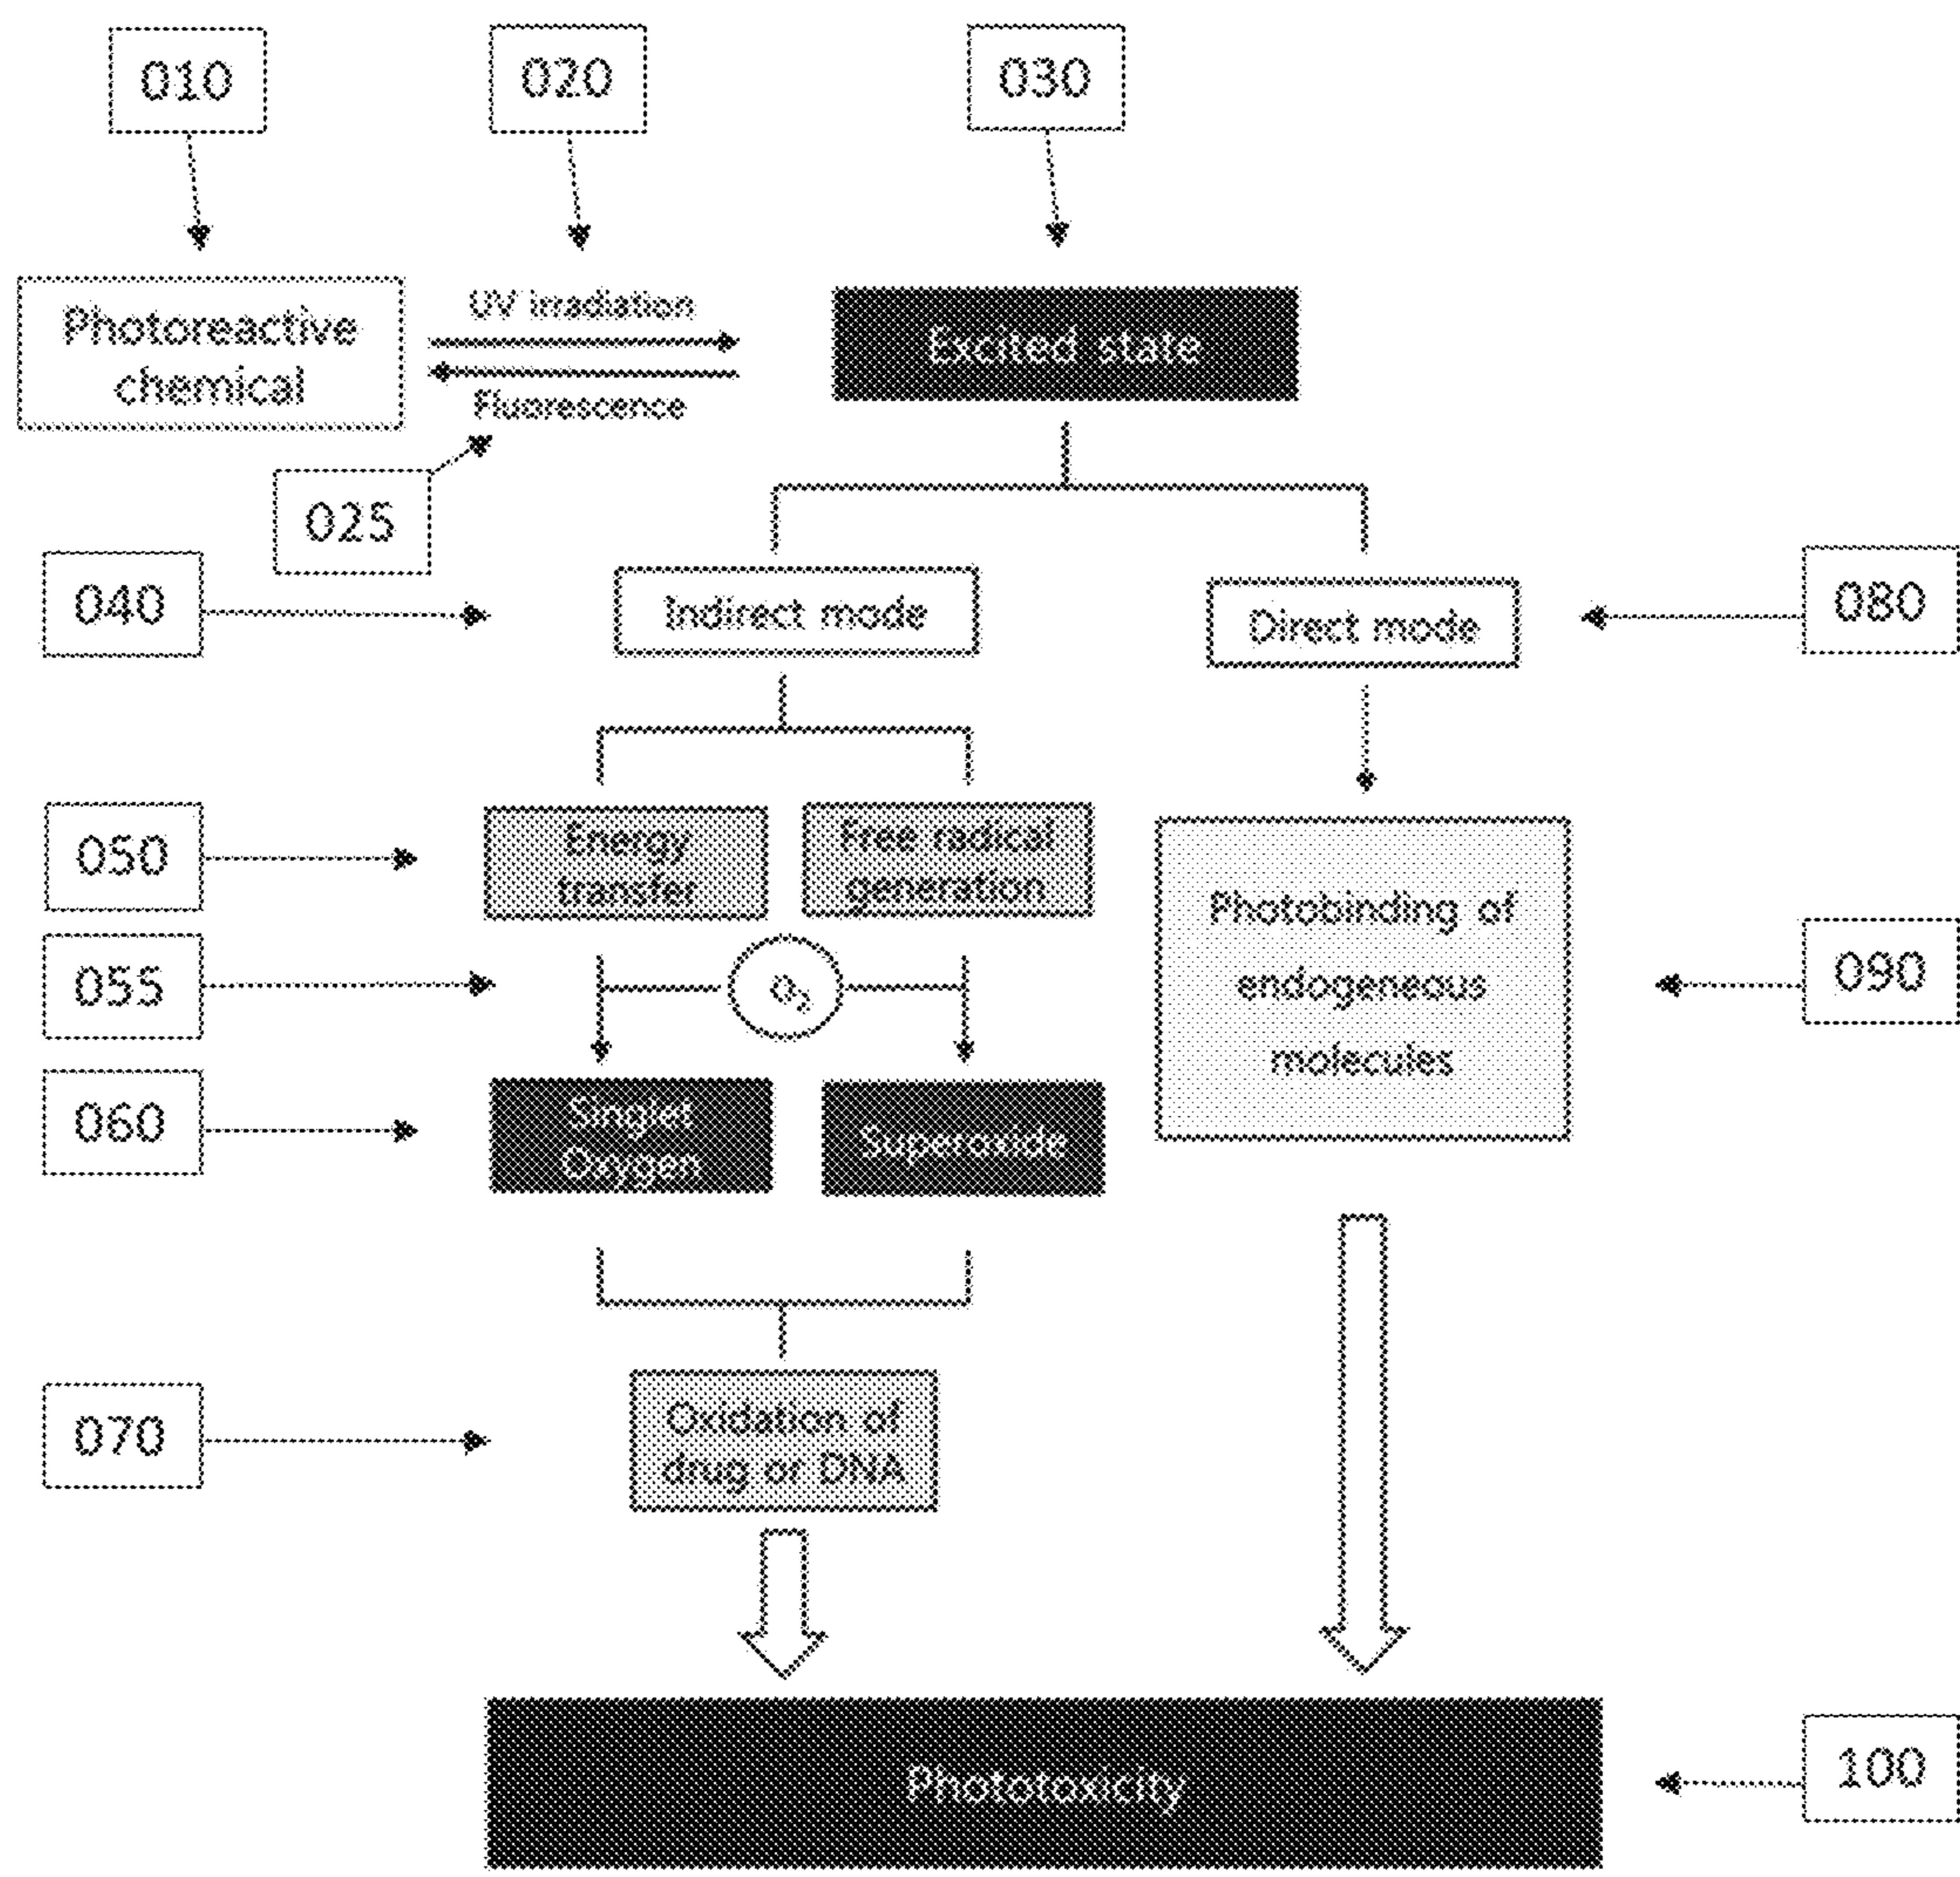 010
020
030
Photoreactive
chemical
UV irradiation
Fluorescence
Excited state
025
040
Indirect mode
Direct mode
080
050
Energy
transfer
Free radical
generation
055
O₂
Photobinding of
endogeneous
molecules
090
060
Singlet
Oxygen
Superoxide
070
Oxidation of
drug or DNA
Phototoxicity
100